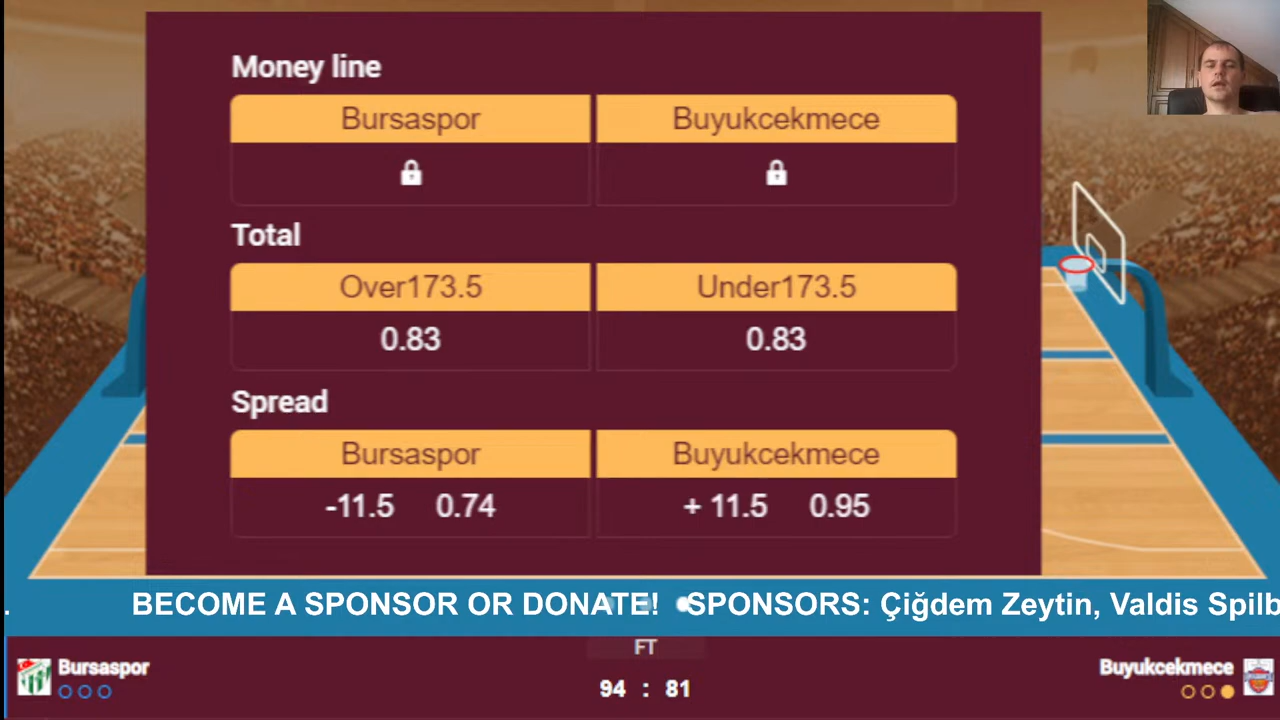 Money line
Bursaspor
Buyukcekmece
Total
Over173.5
Under173.5
0.83
0.83
Spread
Bursaspor
Buyukcekmece
-11.5 0.74
+ 11.5 0.95
. BECOME A SPONSOR OR DONATE! SPONSORS: Çiğdem Zeytin, Valdis Spilb
FT
Bursaspor
94 : 81
Buyukcekmece